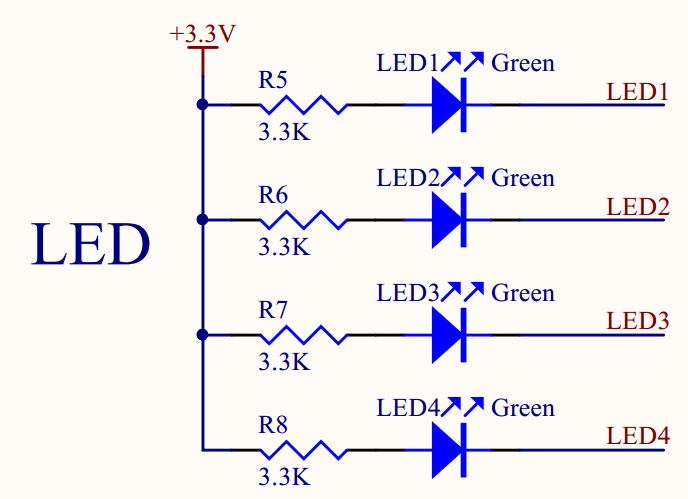 +3.3V
LED1 Green
R5
LED1
3.3K
LED2 Green
R6
LED2
3.3K
LED
LED3 Green
R7
LED3
3.3K
LED4 Green
R8
LED4
3.3K